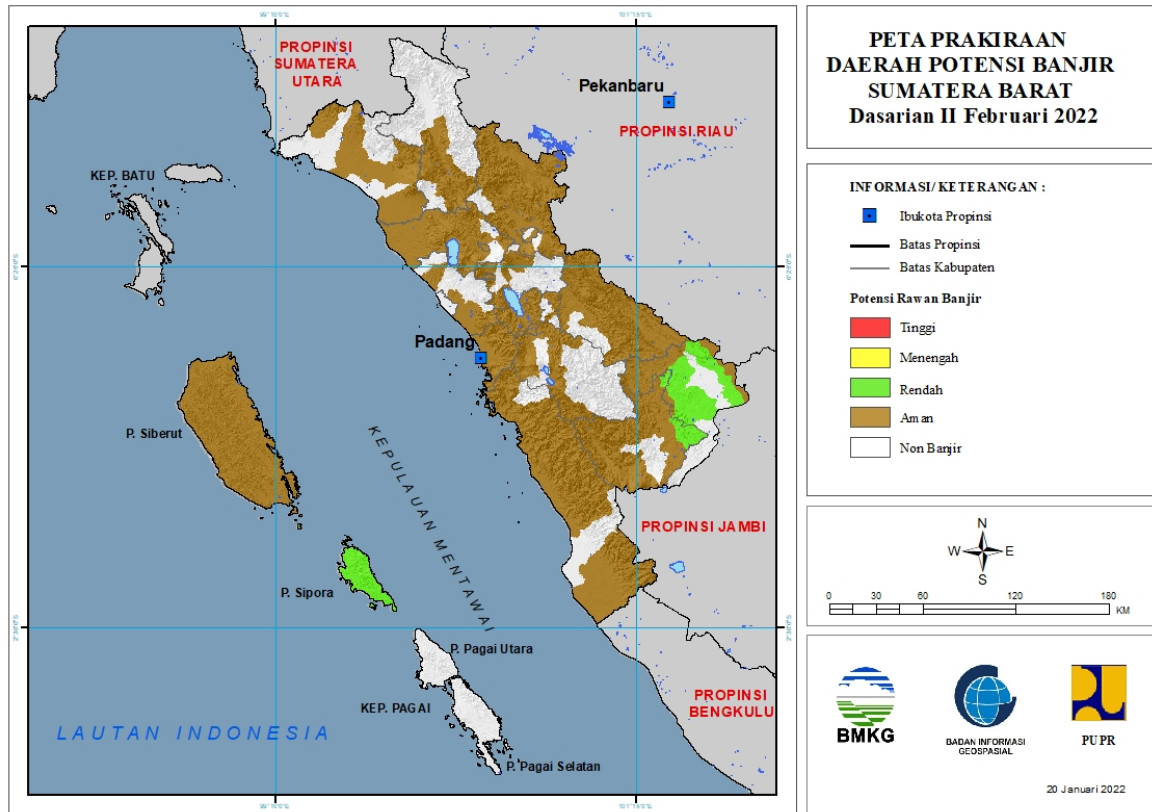 PETA PRAKIRAAN
DAERAH POTENSI BANJIR
SUMATERA BARAT
Dasarian II Februari 2022
INFORMASI/ KETERANGAN :
Ibukota Propinsi
Batas Propinsi
Batas Kabupaten
Potensi Rawan Banjir
Tinggi
Menengah
Rendah
Aman
Non Banjir
N
W E
S
0 30 60 120 180
KM
BMKG
BADAN INFORMASI
GEOSPASIAL
PUPR
20 Januari 2022
PROPINSI
SUMATERA
UTARA
Pekanbaru
PROPINSI RIAU
KEP. BATU
Padang
P. Siberut
KEPULAUAN MENTAWAI
PROPINSI JAMBI
P. Sipora
P. Pagai Utara
KEP. PAGAI
PROPINSI
BENGKULU
LAUTAN INDONESIA
P. Pagai Selatan